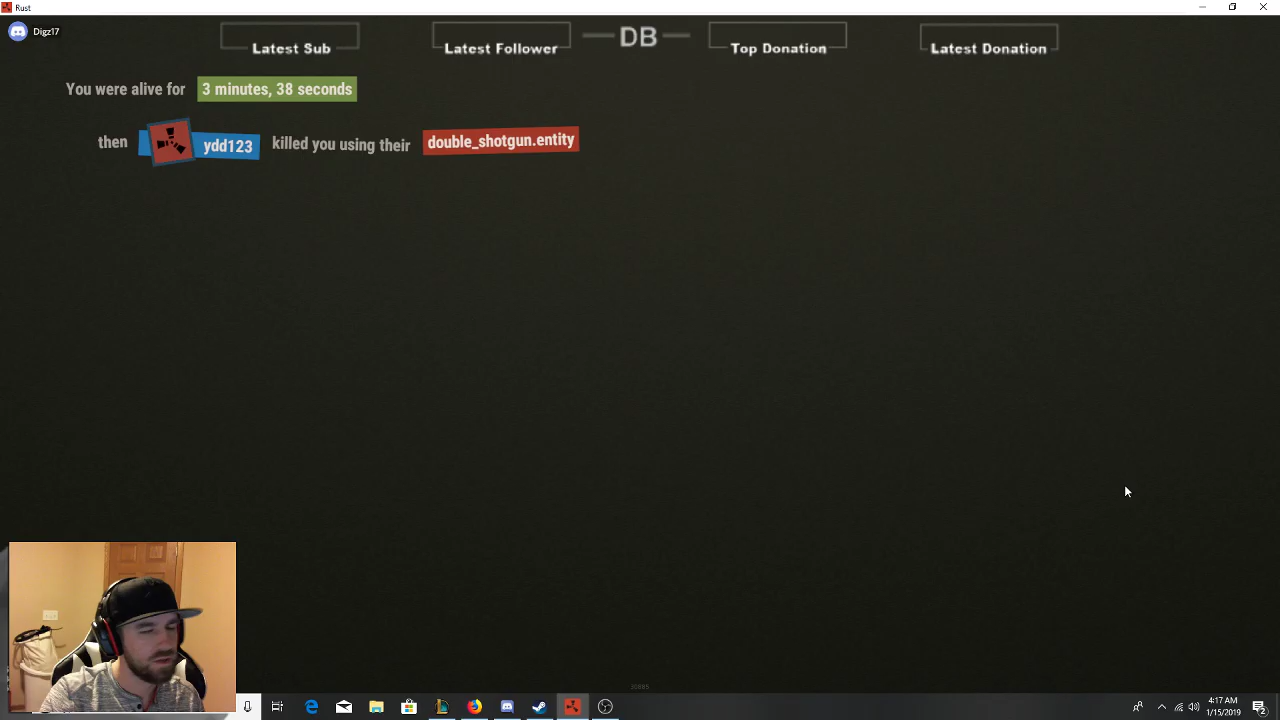 Rust
Digz17
Latest Sub
Latest Follower
DB
Top Donation
Latest Donation
You were alive for 3 minutes, 38 seconds
then ydd123 killed you using their double_shotgun.entity
4:17 AM
1/15/2019
2